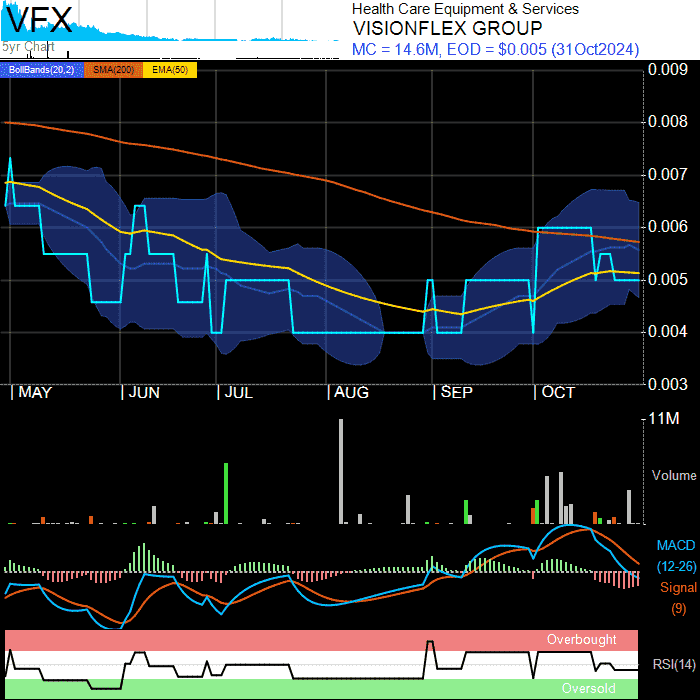 VFX
5yr Chart
Health Care Equipment & Services
VISIONFLEX GROUP
MC = 14.6M, EOD = $0.005 (31Oct2024)
BollBands(20,2) SMA(200) EMA(50)
0.009
0.008
0.007
0.006
0.005
0.004
0.003
MAY JUN JUL AUG SEP OCT
11M
Volume
MACD
(12-26)
Signal
(9)
Overbought
RSI(14)
Oversold